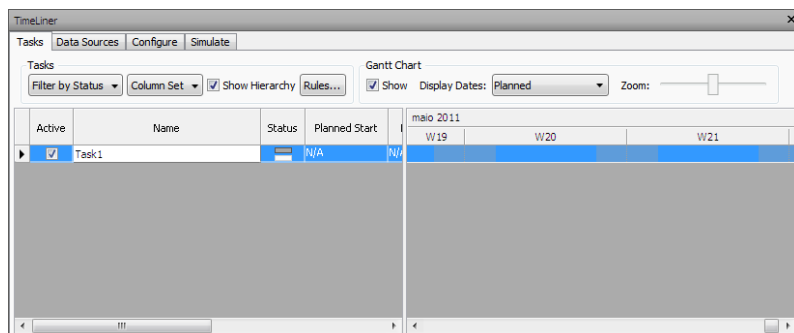 TimeLiner
Tasks Data Sources Configure Simulate
Tasks Gantt Chart
Filter by Status Column Set Show Hierarchy Rules... Show Display Dates: Planned Zoom:
maio 2011
Active Name Status Planned Start W19 W20 W21
Task1 N/A N/A